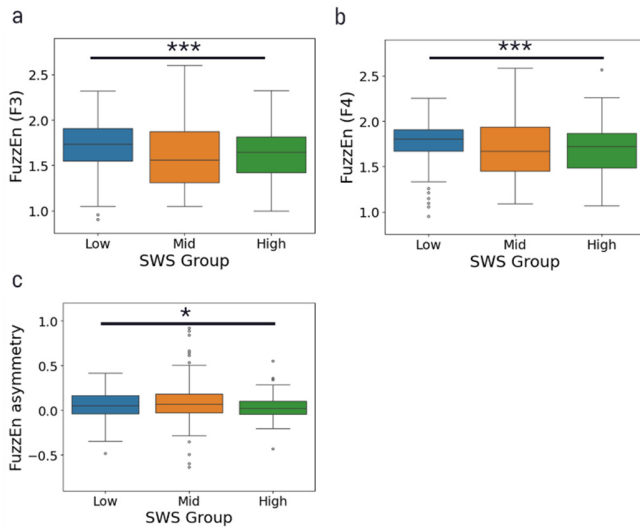 a
***
FuzzEn (F3)
2.5
2.0
1.5
1.0
Low Mid High
SWS Group
b
***
FuzzEn (F4)
2.5
2.0
1.5
1.0
Low Mid High
SWS Group
c
*
FuzzEn asymmetry
1.0
0.5
0.0
−0.5
Low Mid High
SWS Group